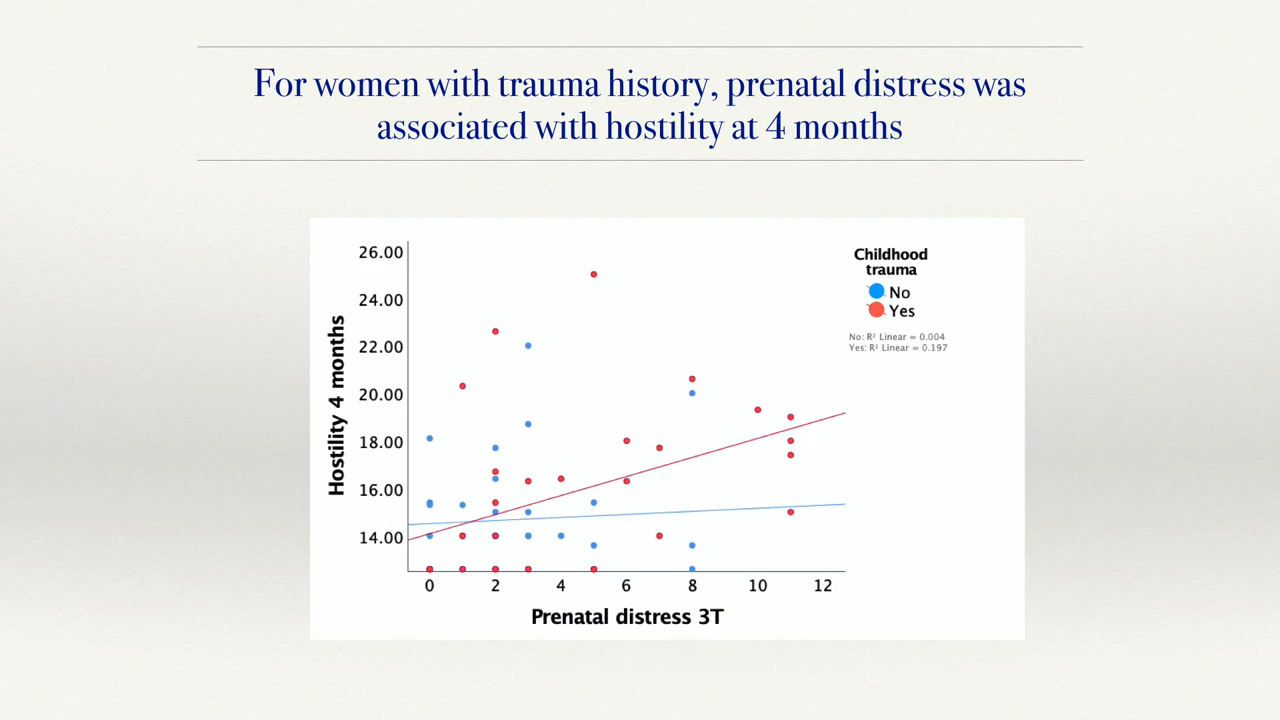 For women with trauma history, prenatal distress was
associated with hostility at 4 months
26.00
24.00
22.00
20.00
18.00
16.00
14.00
Hostility 4 months
0 2 4 6 8 10 12
Prenatal distress 3T
Childhood
trauma
No
Yes
No: R² Linear = 0.004
Yes: R² Linear = 0.197